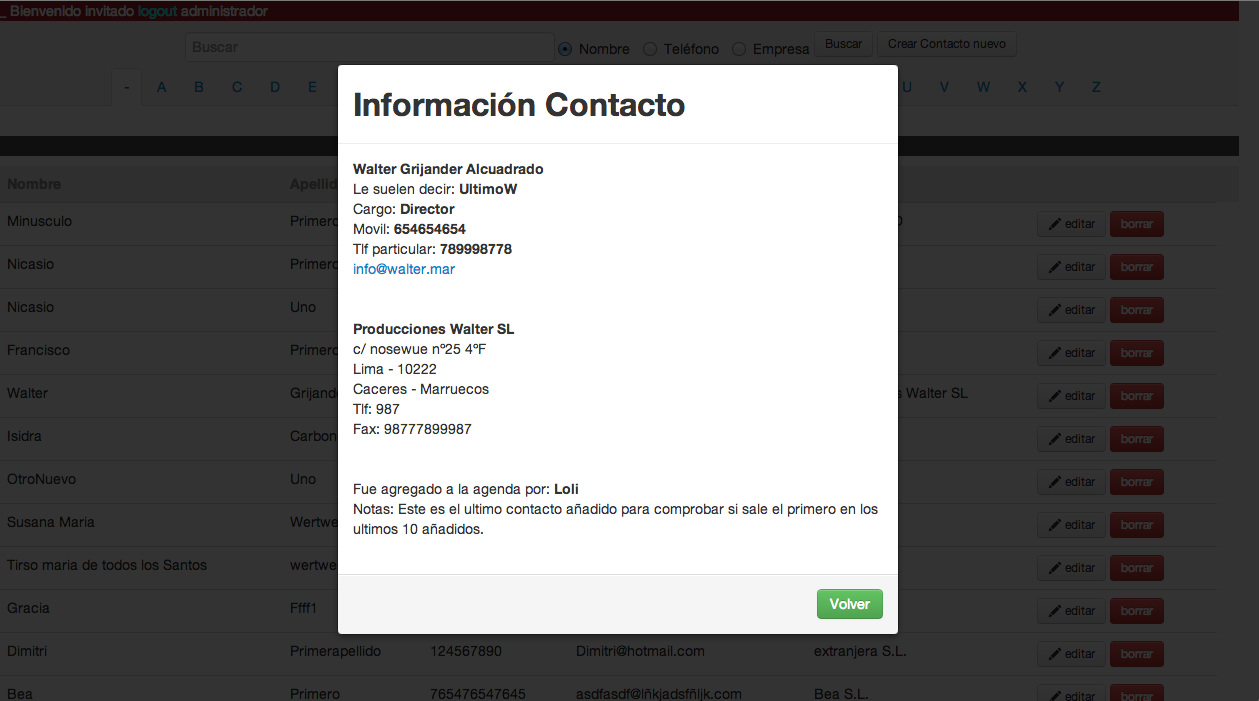 _ Bienvenido invitado logout administrador
Buscar Nombre Teléfono Empresa Buscar Crear Contacto nuevo
- A B C D E U V W X Y Z
Información Contacto
Walter Grijander Alcuadrado
Le suelen decir: UltimoW
Cargo: Director
Movil: 654654654
Tlf particular: 789998778
info@walter.mar
Producciones Walter SL
c/ nosewue nº25 4ºF
Lima - 10222
Caceres - Marruecos
Tlf: 987
Fax: 98777899987
Fue agregado a la agenda por: Loli
Notas: Este es el ultimo contacto añadido para comprobar si sale el primero en los
ultimos 10 añadidos.
Volver
Nombre Apellid
Minusculo Primero editar borrar
Nicasio Primero editar borrar
Nicasio Uno editar borrar
Francisco Primero editar borrar
Walter Grijand s Walter SL editar borrar
Isidra Carbon editar borrar
OtroNuevo Uno editar borrar
Susana Maria Wertwe editar borrar
Tirso maria de todos los Santos wertwe editar borrar
Gracia Ffff1 editar borrar
Dimitri Primerapellido 124567890 Dimitri@hotmail.com extranjera S.L. editar borrar
Bea Primero 765476547645 asdfasdf@lñkjadsfñljk.com Bea S.L. editar borrar